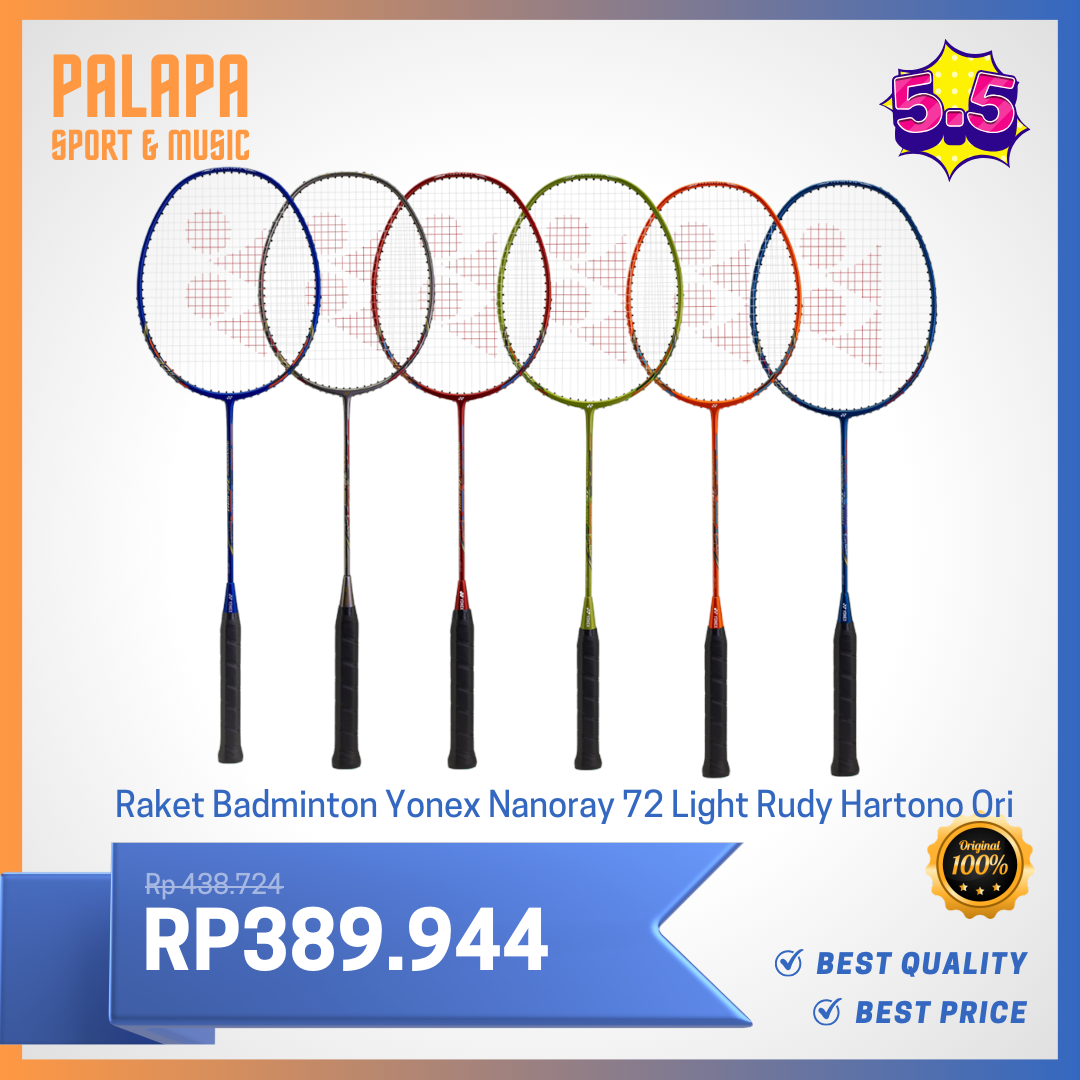 PALAPA
SPORT & MUSIC
5.5
Raket Badminton Yonex Nanoray 72 Light Rudy Hartono Ori
Original
100%
Rp 438.724
RP389.944
BEST QUALITY
BEST PRICE